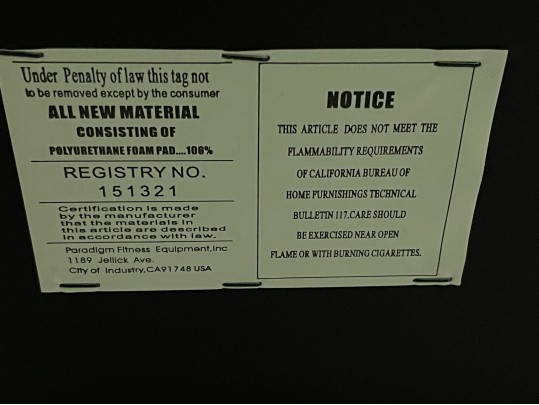 Under Penalty of law this tag not
to be removed except by the consumer
ALL NEW MATERIAL
CONSISTING OF
POLYURETHANE FOAM PAD....100%
REGISTRY NO.
151321
Certification is made
by the manufacturer
that the materials in
this article are described
in accordance with law.
Paradigm Fitness Equipment,Inc
1189 Jellick Ave.
City of Industry,CA91748 USA
NOTICE
THIS ARTICLE DOES NOT MEET THE
FLAMMABILITY REQUIREMENTS
OF CALIFORNIA BUREAU OF
HOME FURNISHINGS TECHNICAL
BULLETIN 117.CARE SHOULD
BE EXERCISED NEAR OPEN
FLAME OR WITH BURNING CIGARETTES.